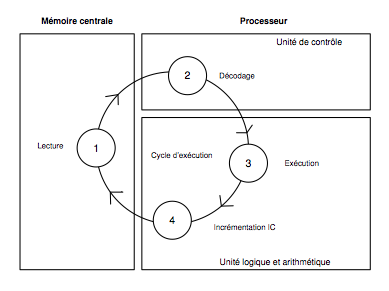 Mémoire centrale
Processeur
Unité de contrôle
2
Décodage
Lecture
1
Cycle d'exécution
3
Exécution
4
Incrémentation IC
Unité logique et arithmétique